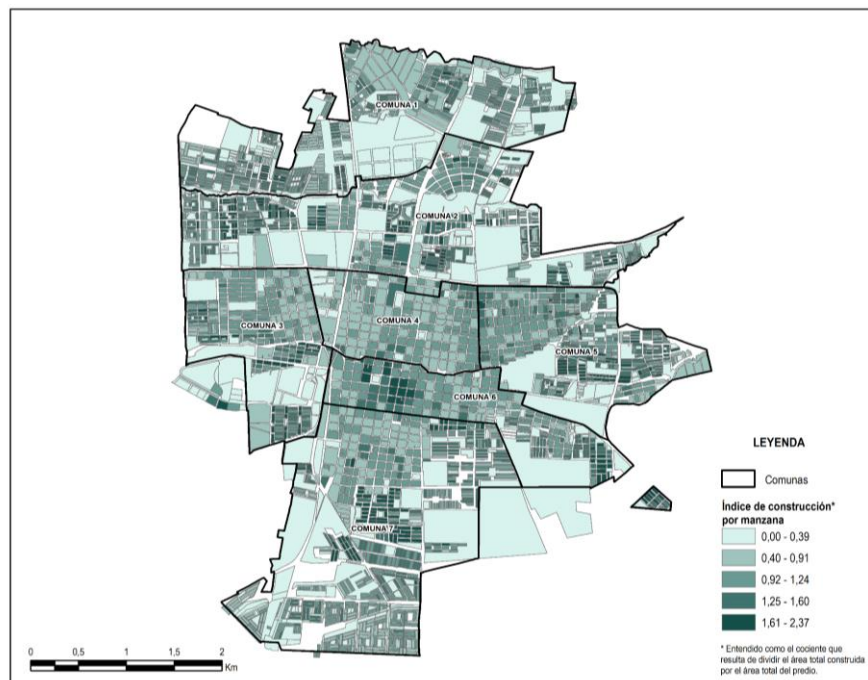 COMUNA 1
COMUNA 2
COMUNA 3
COMUNA 4
COMUNA 5
COMUNA 6
COMUNA 7
LEYENDA
Comunas
Índice de construcción*
por manzana
0,00 - 0,39
0,40 - 0,91
0,92 - 1,24
1,25 - 1,60
1,61 - 2,37
* Entendido como el cociente que
resulta de dividir el área total construida
por el área total del predio.
0 0,5 1 1,5 2
Km